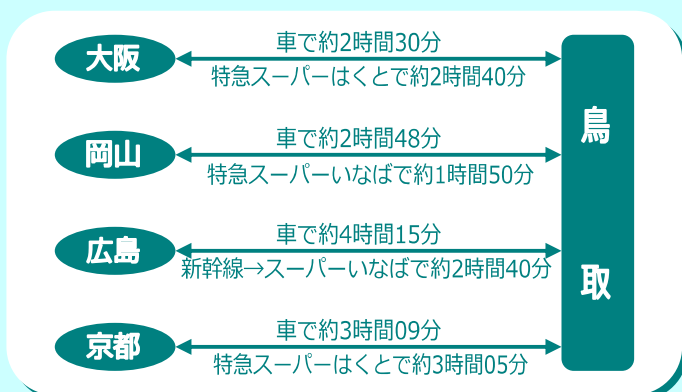 大阪
車で約2時間30分
特急スーパーはくとで約2時間40分
岡山
車で約2時間48分
特急スーパーいなばで約1時間50分
広島
車で約4時間15分
新幹線→スーパーいなばで約2時間40分
京都
車で約3時間09分
特急スーパーはくとで約3時間05分
鳥取